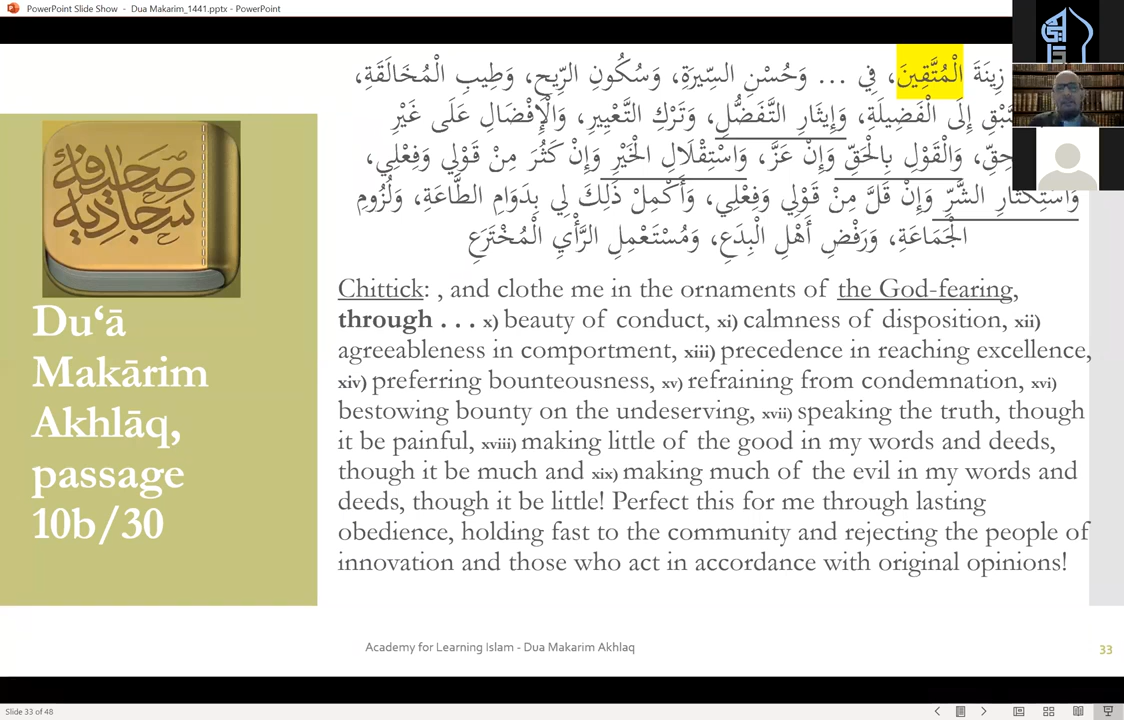 PowerPoint Slide Show - Dua Makarim_1441.pptx - PowerPoint
زِينَةَ الْمُتَّقِينَ، فِي ... وَحُسْنِ السِّيرَةِ، وَسُكُونِ الرِّيحِ، وَطِيبِ الْمُخَالَقَةِ،
إِلَى الْفَضِيلَةِ، وَإِيثَارِ التَّفَضُّلِ، وَتَرْكِ التَّعْيِيرِ، وَالْإِفْضَالِ عَلَى غَيْرِ
وَالْقَوْلِ بِالْحَقِّ وَإِنْ عَزَّ، وَاسْتِقْلَالِ الْخَيْرِ وَإِنْ كَثُرَ مِنْ قَوْلِي وَفِعْلِي،
وَاسْتِكْثَارِ الشَّرِّ وَإِنْ قَلَّ مِنْ قَوْلِي وَفِعْلِي، وَأَكْمِلْ ذَلِكَ لِي بِدَوَامِ الطَّاعَةِ، وَلُزُومِ
الْجَمَاعَةِ، وَرَفْضِ أَهْلِ الْبِدَعِ، وَمُسْتَعْمِلِ الرَّأْيِ الْمُخْتَرَعِ
صحيفه
سجاديه
Du‘ā
Makārim
Akhlāq,
passage
10b/30
Chittick: , and clothe me in the ornaments of the God-fearing,
through . . . x) beauty of conduct, xi) calmness of disposition, xii)
agreeableness in comportment, xiii) precedence in reaching excellence,
xiv) preferring bounteousness, xv) refraining from condemnation, xvi)
bestowing bounty on the undeserving, xvii) speaking the truth, though
it be painful, xviii) making little of the good in my words and deeds,
though it be much and xix) making much of the evil in my words and
deeds, though it be little! Perfect this for me through lasting
obedience, holding fast to the community and rejecting the people of
innovation and those who act in accordance with original opinions!
Academy for Learning Islam - Dua Makarim Akhlaq
33
Slide 33 of 48